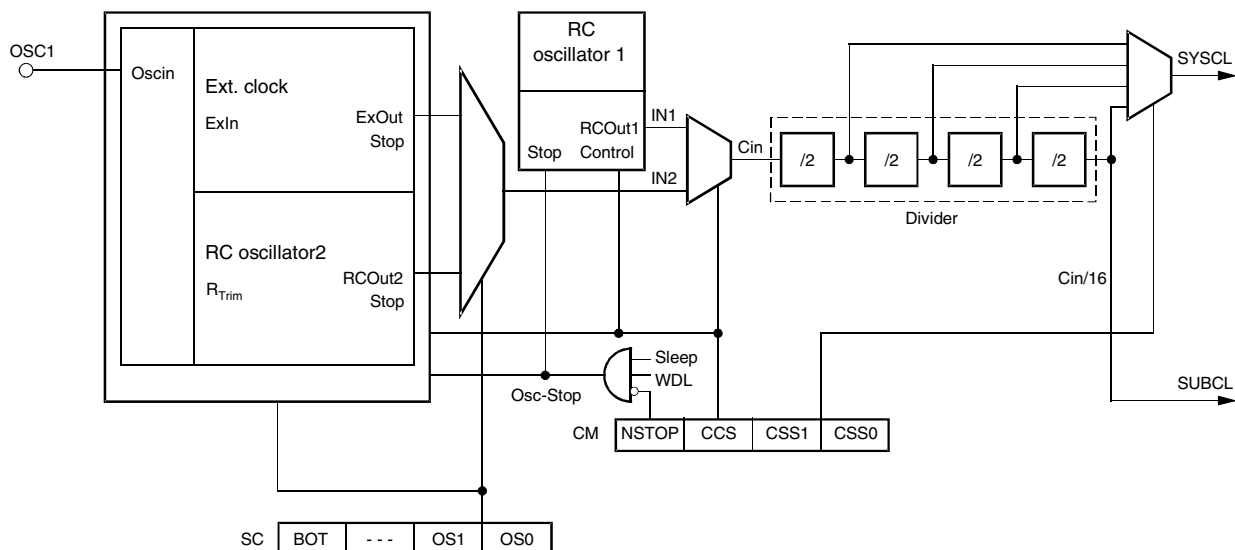 OSC1
Oscin
Ext. clock
ExIn
ExOut
Stop
RC oscillator2
RTrim
RCOut2
Stop
RC
oscillator 1
RCOut1
Stop Control
IN1
IN2
Cin
/2 /2 /2 /2
Divider
SYSCL
Cin/16
SUBCL
Sleep
WDL
Osc-Stop
CM NSTOP CCS CSS1 CSS0
SC BOT - - - OS1 OS0